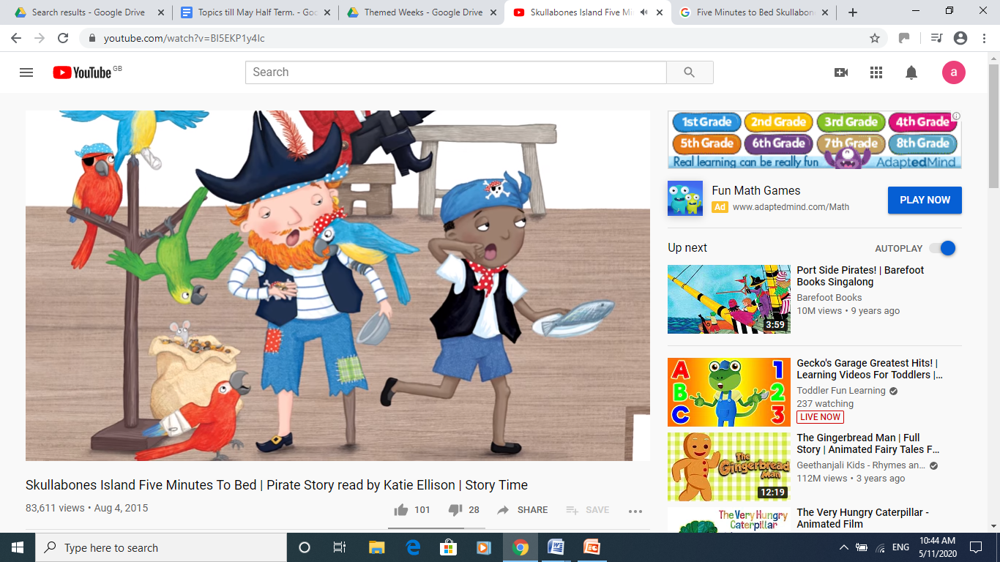 Search results - Google Drive
Topics till May Half Term. - Goo
Themed Weeks - Google Drive
Skullabones Island Five Mi
Five Minutes to Bed Skullabon
youtube.com/watch?v=BI5EKP1y4Ic
YouTube GB
Search
a
1st Grade 2nd Grade 3rd Grade 4th Grade
5th Grade 6th Grade 7th Grade 8th Grade
Real learning can be really fun AdaptedMind
Fun Math Games
Ad www.adaptedmind.com/Math
PLAY NOW
Up next
AUTOPLAY
3:59
Port Side Pirates! | Barefoot
Books Singalong
Barefoot Books
10M views • 9 years ago
A 1
B 2
C 3
Gecko's Garage Greatest Hits! |
Learning Videos For Toddlers |...
Toddler Fun Learning
237 watching
LIVE NOW
The
Gingerbread
Man
12:19
The Gingerbread Man | Full
Story | Animated Fairy Tales F...
Geethanjali Kids - Rhymes an...
112M views • 3 years ago
The Very Hungry
Caterpillar
The Very Hungry Caterpillar -
Animated Film
Skullabones Island Five Minutes To Bed | Pirate Story read by Katie Ellison | Story Time
83,611 views • Aug 4, 2015
101 28 SHARE SAVE
Type here to search
ENG
10:44 AM
5/11/2020